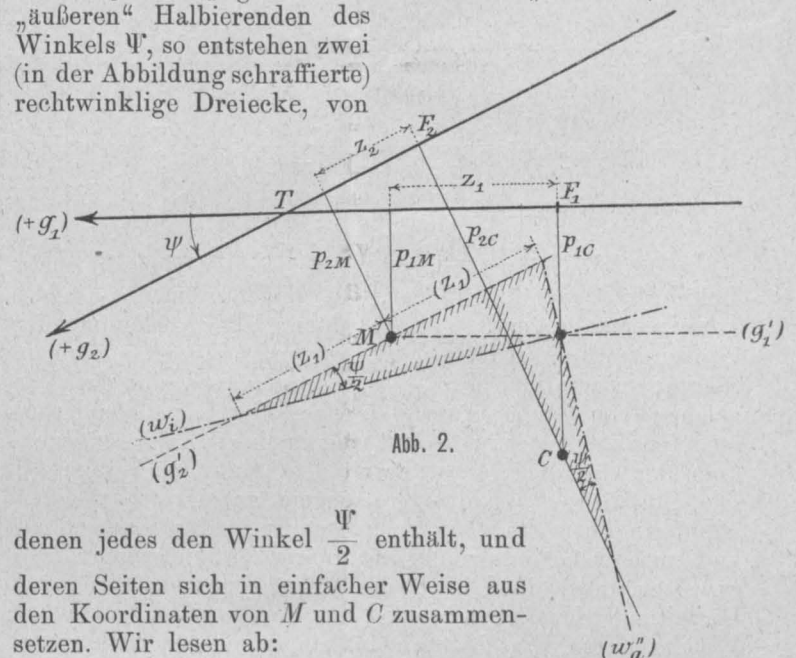 „äußeren“ Halbierenden des
Winkels Ψ, so entstehen zwei
(in der Abbildung schraffierte)
rechtwinklige Dreiecke, von
F₂
z₂
T
z₁
F₁
(+g₁)
ψ
p₂M
p₁M
p₂C
p₁C
(z₁)
(+g₂)
M
(g₁′)
(z₁)
ψ/2
(wᵢ)
(g₂′)
Abb. 2.
C
ψ/2
denen jedes den Winkel Ψ/2 enthält, und
deren Seiten sich in einfacher Weise aus
den Koordinaten von M und C zusammen-
setzen. Wir lesen ab:
(wₐ″)